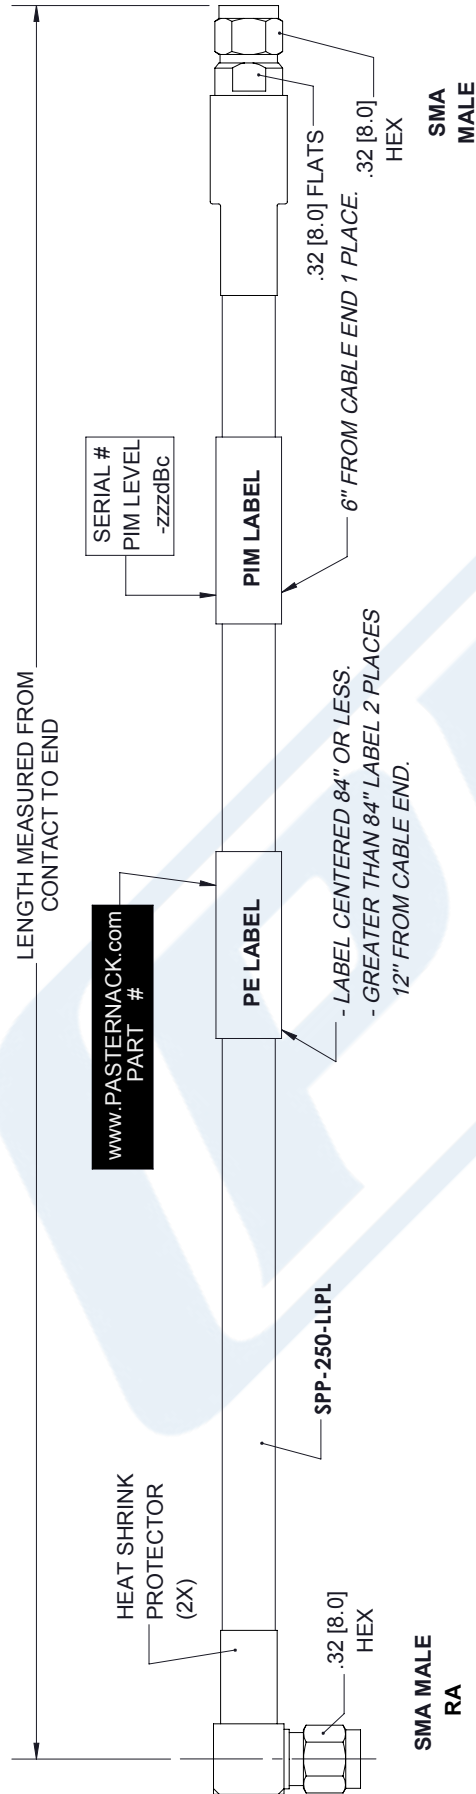 LENGTH MEASURED FROM
CONTACT TO END
HEAT SHRINK
PROTECTOR
(2X)
www.PASTERNACK.com
PART #
SERIAL #
PIM LEVEL
-zzzdBc
PE LABEL
PIM LABEL
SPP-250-LLPL
- LABEL CENTERED 84" OR LESS.
- GREATER THAN 84" LABEL 2 PLACES
12" FROM CABLE END.
6" FROM CABLE END 1 PLACE.
.32 [8.0] FLATS
.32 [8.0]
HEX
.32 [8.0]
HEX
SMA MALE
RA
SMA
MALE